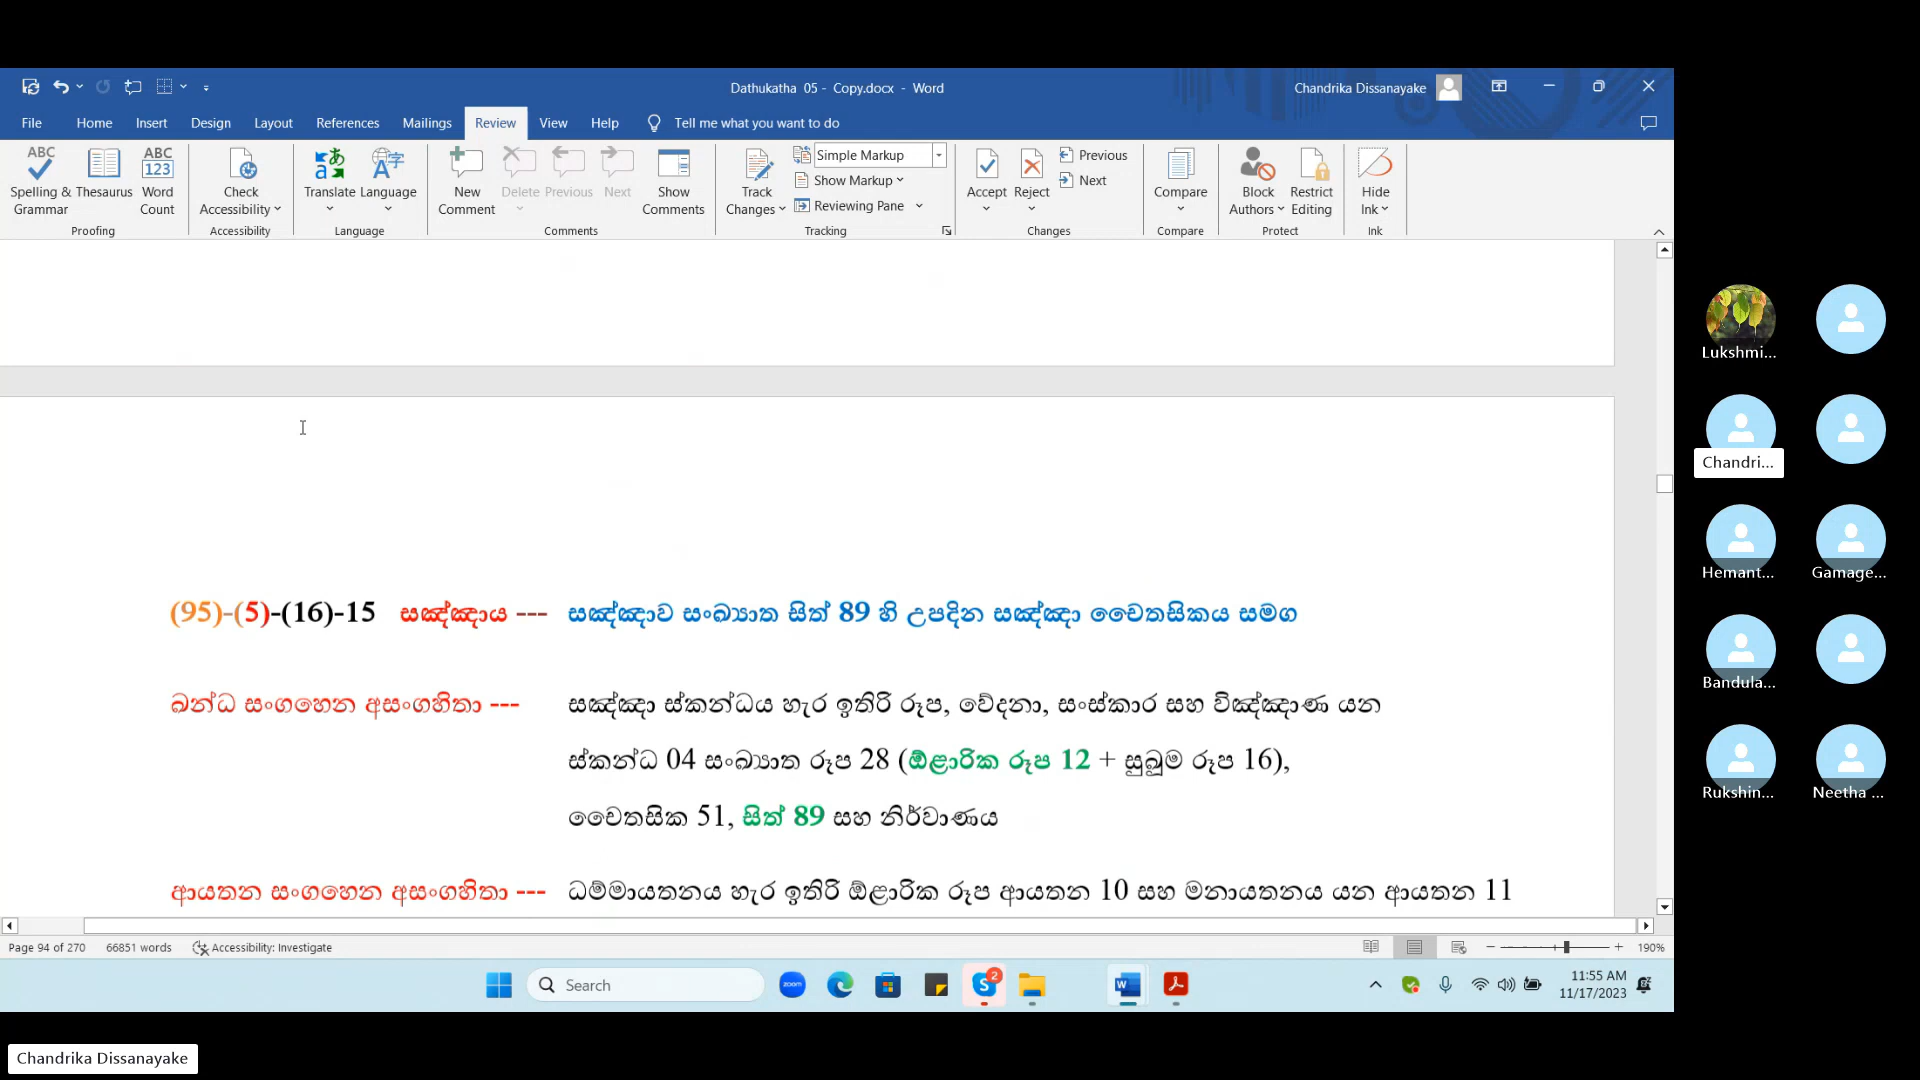 Dathukatha 05 - Copy.docx - Word
Chandrika Dissanayake
File Home Insert Design Layout References Mailings Review View Help Tell me what you want to do
Spelling & Grammar
Thesaurus
Word Count
Proofing
Check Accessibility
Accessibility
Translate
Language
Language
New Comment
Delete
Previous
Next
Show Comments
Comments
Track Changes
Simple Markup
Show Markup
Reviewing Pane
Tracking
Accept
Reject
Previous
Next
Changes
Compare
Compare
Block Authors
Restrict Editing
Protect
Hide Ink
Ink
(95)-(5)-(16)-15 සඤ්ඤාය --- සඤ්ඤාව සංඛ්‍යාත සිත් 89 හි උපදින සඤ්ඤා චෛතසිකය සමග
ඛන්ධ සංගහෙන අසංගහිතා --- සඤ්ඤා ස්කන්ධය හැර ඉතිරි රූප, වේදනා, සංස්කාර සහ විඤ්ඤාණ යන
ස්කන්ධ 04 සංඛ්‍යාත රූප 28 (ඕළාරික රූප 12 + සුඛුම රූප 16),
චෛතසික 51, සිත් 89 සහ නිර්වාණය
ආයතන සංගහෙන අසංගහිතා --- ධම්මායතනය හැර ඉතිරි ඕළාරික රූප ආයතන 10 සහ මනායතනය යන ආයතන 11
Page 94 of 270 66851 words Accessibility: Investigate 190%
Search
zoom
2
11:55 AM
11/17/2023
Lukshmi...
Chandri...
Hemant...
Gamage...
Bandula...
Rukshin...
Neetha ...
Chandrika Dissanayake